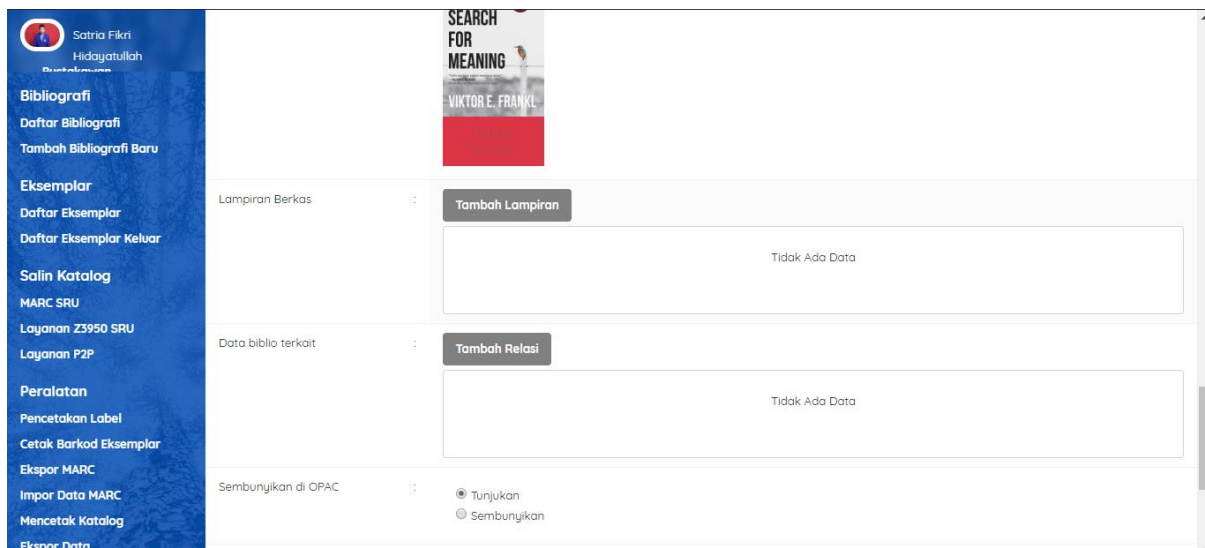 Satria Fikri
Hidayatullah
Pustakawan
Bibliografi
Daftar Bibliografi
Tambah Bibliografi Baru
Eksemplar
Daftar Eksemplar
Daftar Eksemplar Keluar
Salin Katalog
MARC SRU
Layanan Z3950 SRU
Layanan P2P
Peralatan
Pencetakan Label
Cetak Barkod Eksemplar
Ekspor MARC
Impor Data MARC
Mencetak Katalog
Ekspor Data
SEARCH
FOR
MEANING
VIKTOR E. FRANKL
Lampiran Berkas :
Tambah Lampiran
Tidak Ada Data
Data biblio terkait :
Tambah Relasi
Tidak Ada Data
Sembunyikan di OPAC :
Tunjukan
Sembunyikan